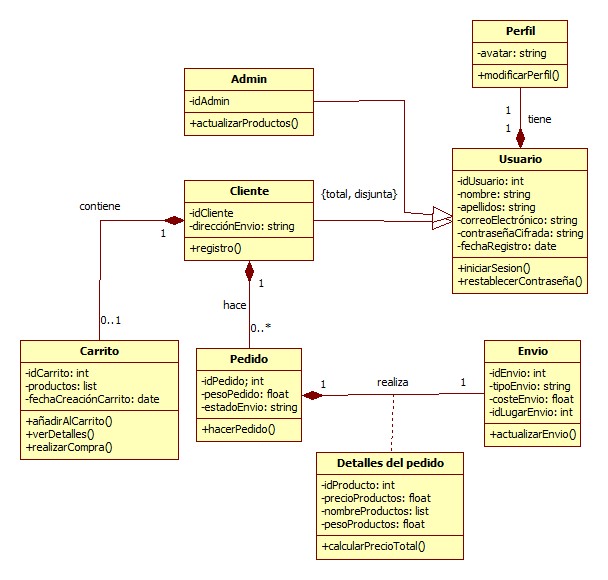 Perfil
-avatar: string
+modificarPerfil()
1
tiene
1
Admin
-idAdmin
+actualizarProductos()
Usuario
-idUsuario: int
-nombre: string
-apellidos: string
-correoElectrónico: string
-contraseñaCifrada: string
-fechaRegistro: date
+iniciarSesion()
+restablecerContraseña()
{total, disjunta}
Cliente
-idCliente
-direcciónEnvio: string
+registro()
contiene
1
0..1
1
hace
0..*
Carrito
-idCarrito: int
-productos: list
-fechaCreaciónCarrito: date
+añadirAlCarrito()
+verDetalles()
+realizarCompra()
Pedido
-idPedido; int
-pesoPedido: float
-estadoEnvio: string
+hacerPedido()
1
realiza
1
Envio
-idEnvio: int
-tipoEnvio: string
-costeEnvio: float
-idLugarEnvio: int
+actualizarEnvio()
Detalles del pedido
-idProducto: int
-precioProductos: float
-nombreProductos: list
-pesoProductos: float
+calcularPrecioTotal()